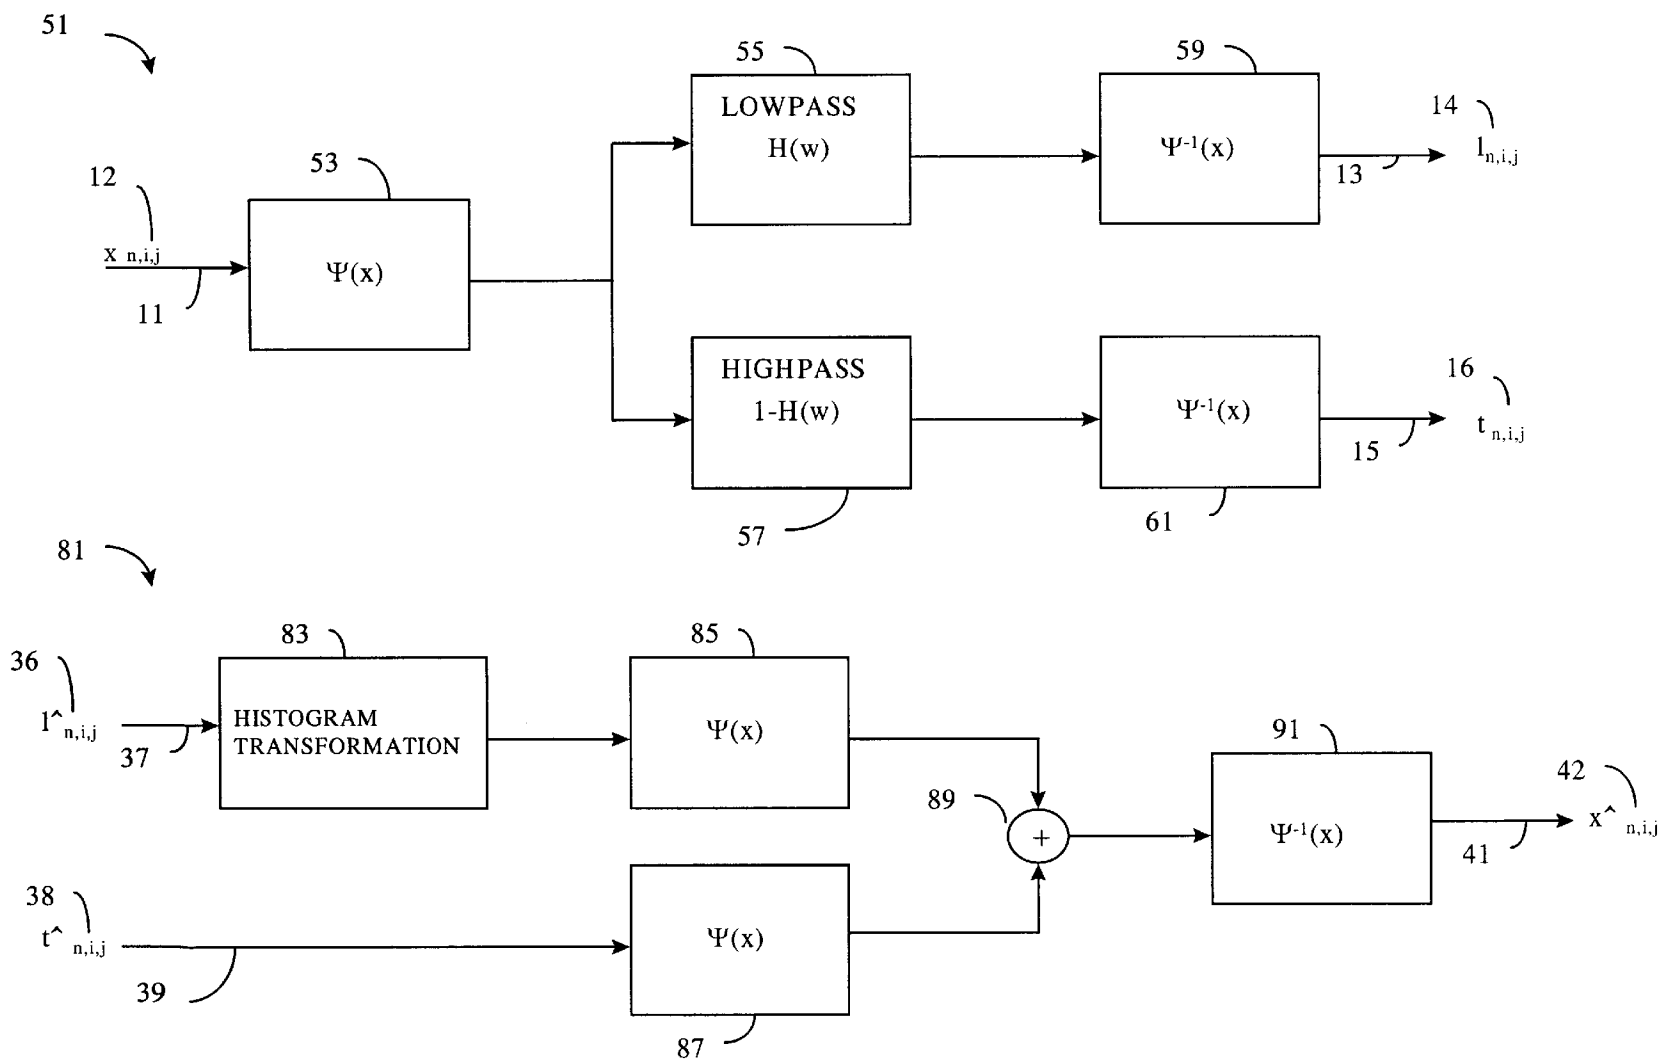 51
55
59
14
LOWPASS
H(w)
Ψ⁻¹(x)
l n,i,j
13
12
53
x n,i,j
Ψ(x)
11
HIGHPASS
1-H(w)
Ψ⁻¹(x)
16
t n,i,j
15
57
61
81
83
85
36
l^ n,i,j
37
HISTOGRAM
TRANSFORMATION
Ψ(x)
91
42
89
+
Ψ⁻¹(x)
x^ n,i,j
41
38
t^ n,i,j
39
Ψ(x)
87